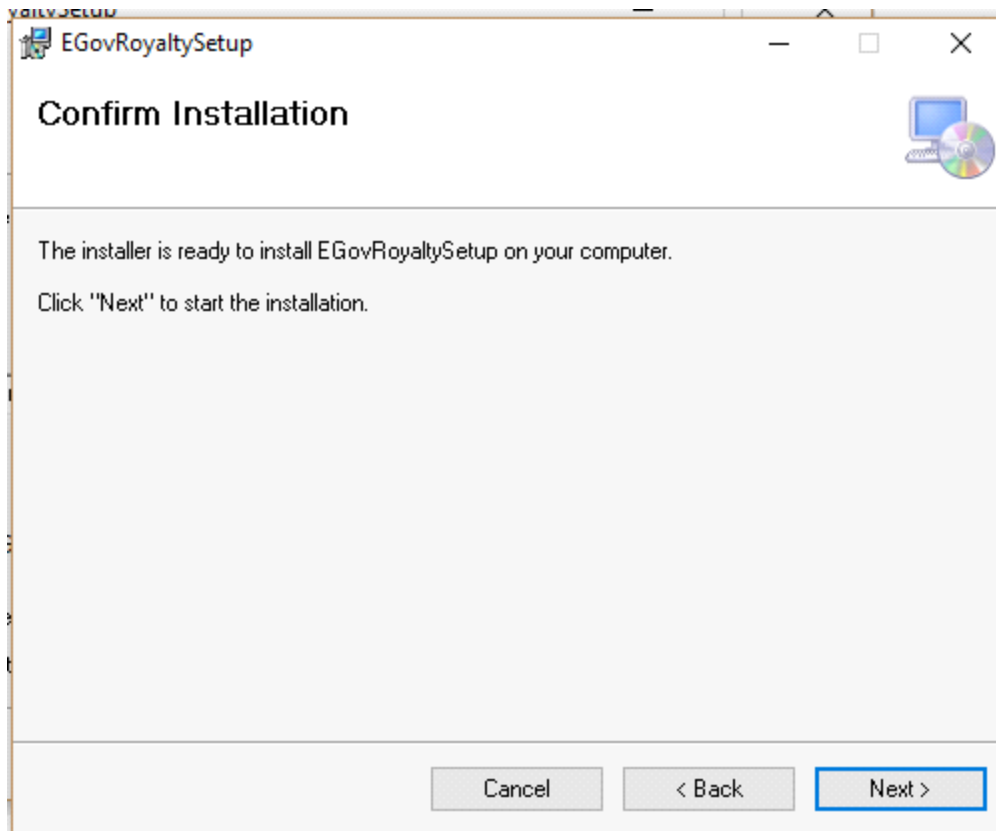 EGovRoyaltySetup
Confirm Installation
The installer is ready to install EGovRoyaltySetup on your computer.
Click "Next" to start the installation.
Cancel
< Back
Next >